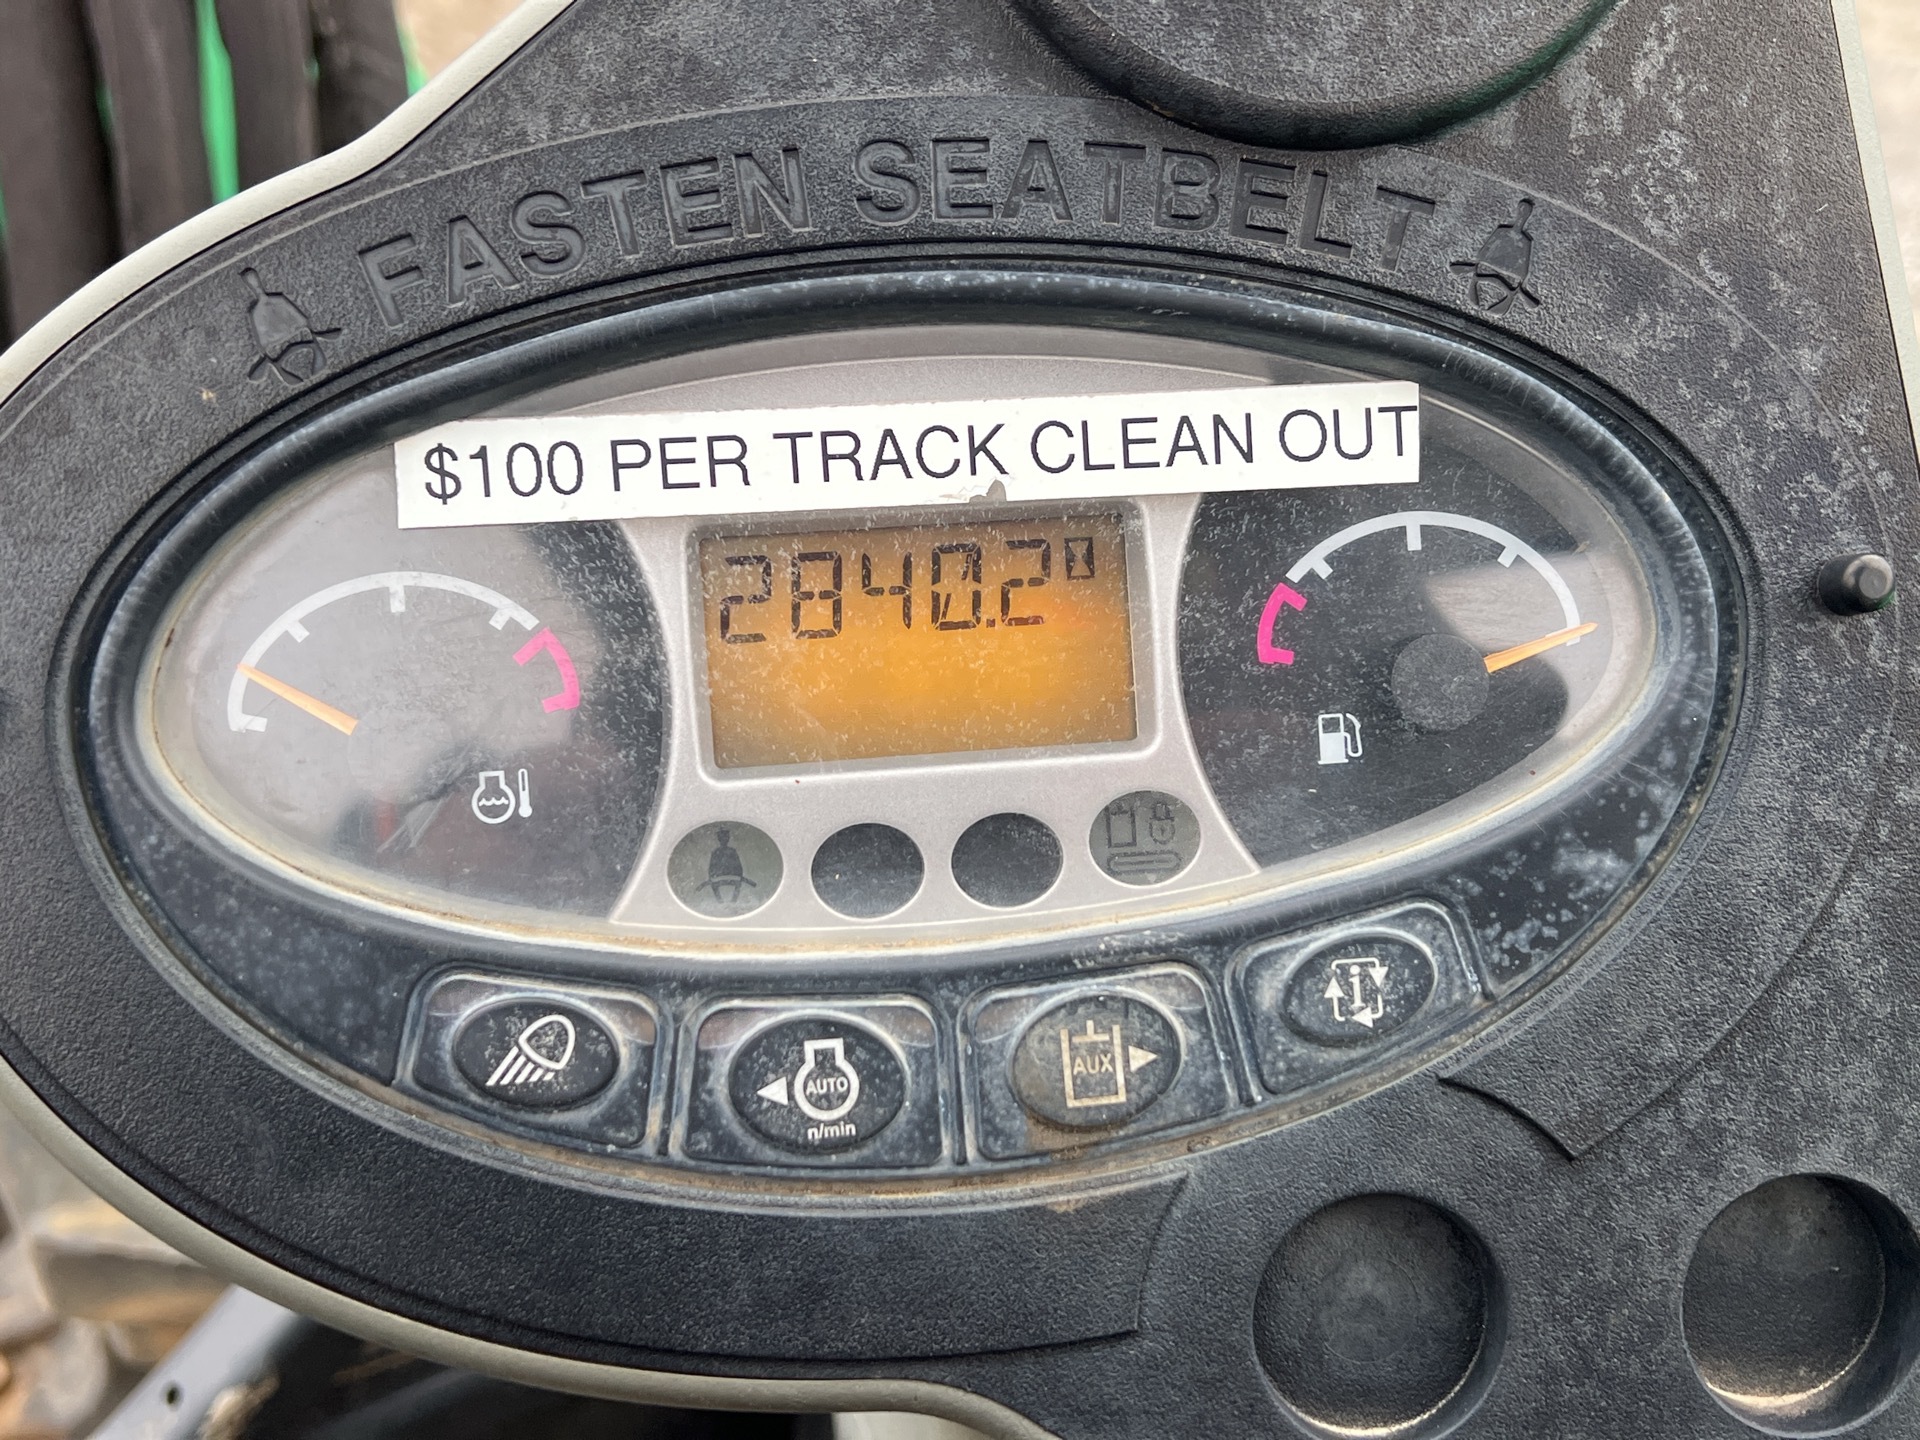 FASTEN SEATBELT
$100 PER TRACK CLEAN OUT
2840.2
AUTO
n/min
AUX
i